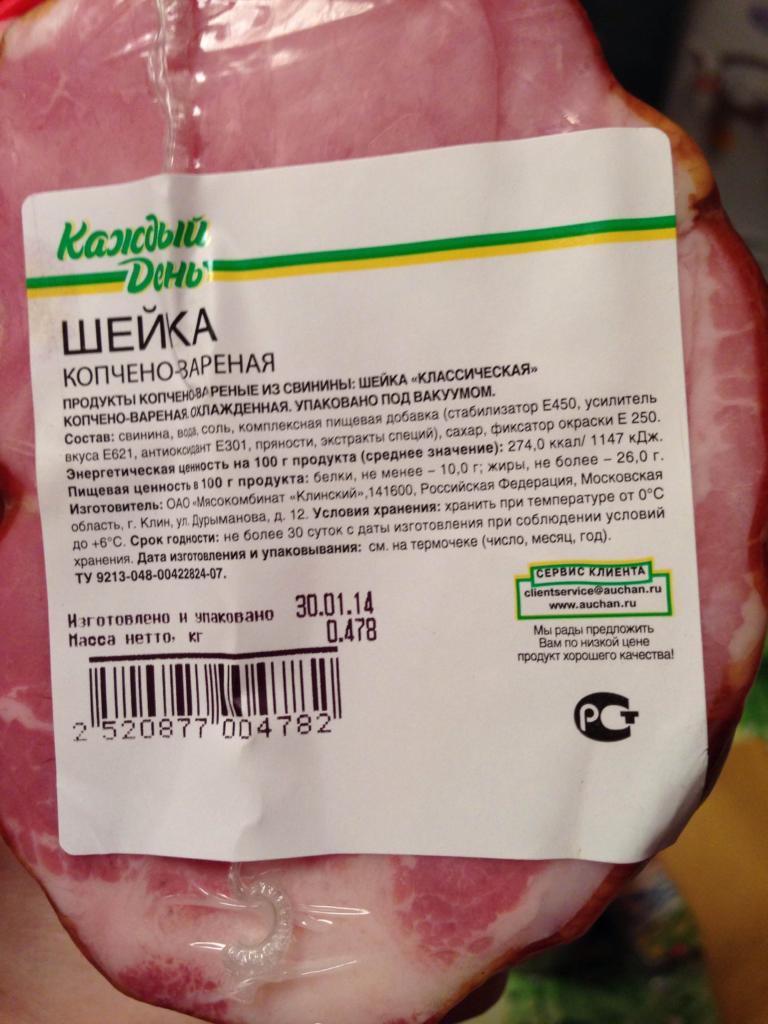 Каждый
День
ШЕЙКА
КОПЧЕНО-ВАРЕНАЯ
ПРОДУКТЫ КОПЧЕНО-ВАРЕНЫЕ ИЗ СВИНИНЫ: ШЕЙКА «КЛАССИЧЕСКАЯ»
КОПЧЕНО-ВАРЕНАЯ. ОХЛАЖДЕННАЯ. УПАКОВАНО ПОД ВАКУУМОМ.
Состав: свинина, вода, соль, комплексная пищевая добавка (стабилизатор Е450, усилитель
вкуса Е621, антиоксидант Е301, пряности, экстракты специй), сахар, фиксатор окраски Е 250.
Энергетическая ценность на 100 г продукта (среднее значение): 274,0 ккал/ 1147 кДж.
Пищевая ценность в 100 г продукта: белки, не менее – 10,0 г; жиры, не более – 26,0 г.
Изготовитель: ОАО «Мясокомбинат «Клинский»,141600, Российская Федерация, Московская
область, г. Клин, ул. Дурыманова, д. 12. Условия хранения: хранить при температуре от 0°С
до +6°С. Срок годности: не более 30 суток с даты изготовления при соблюдении условий
хранения. Дата изготовления и упаковывания: см. на термочеке (число, месяц, год).
ТУ 9213-048-00422824-07.
СЕРВИС КЛИЕНТА
clientservice@auchan.ru
www.auchan.ru
Изготовлено и упаковано 30.01.14
Масса нетто, кг 0.478
Мы рады предложить
Вам по низкой цене
продукт хорошего качества!
2 520877 004782
РСТ